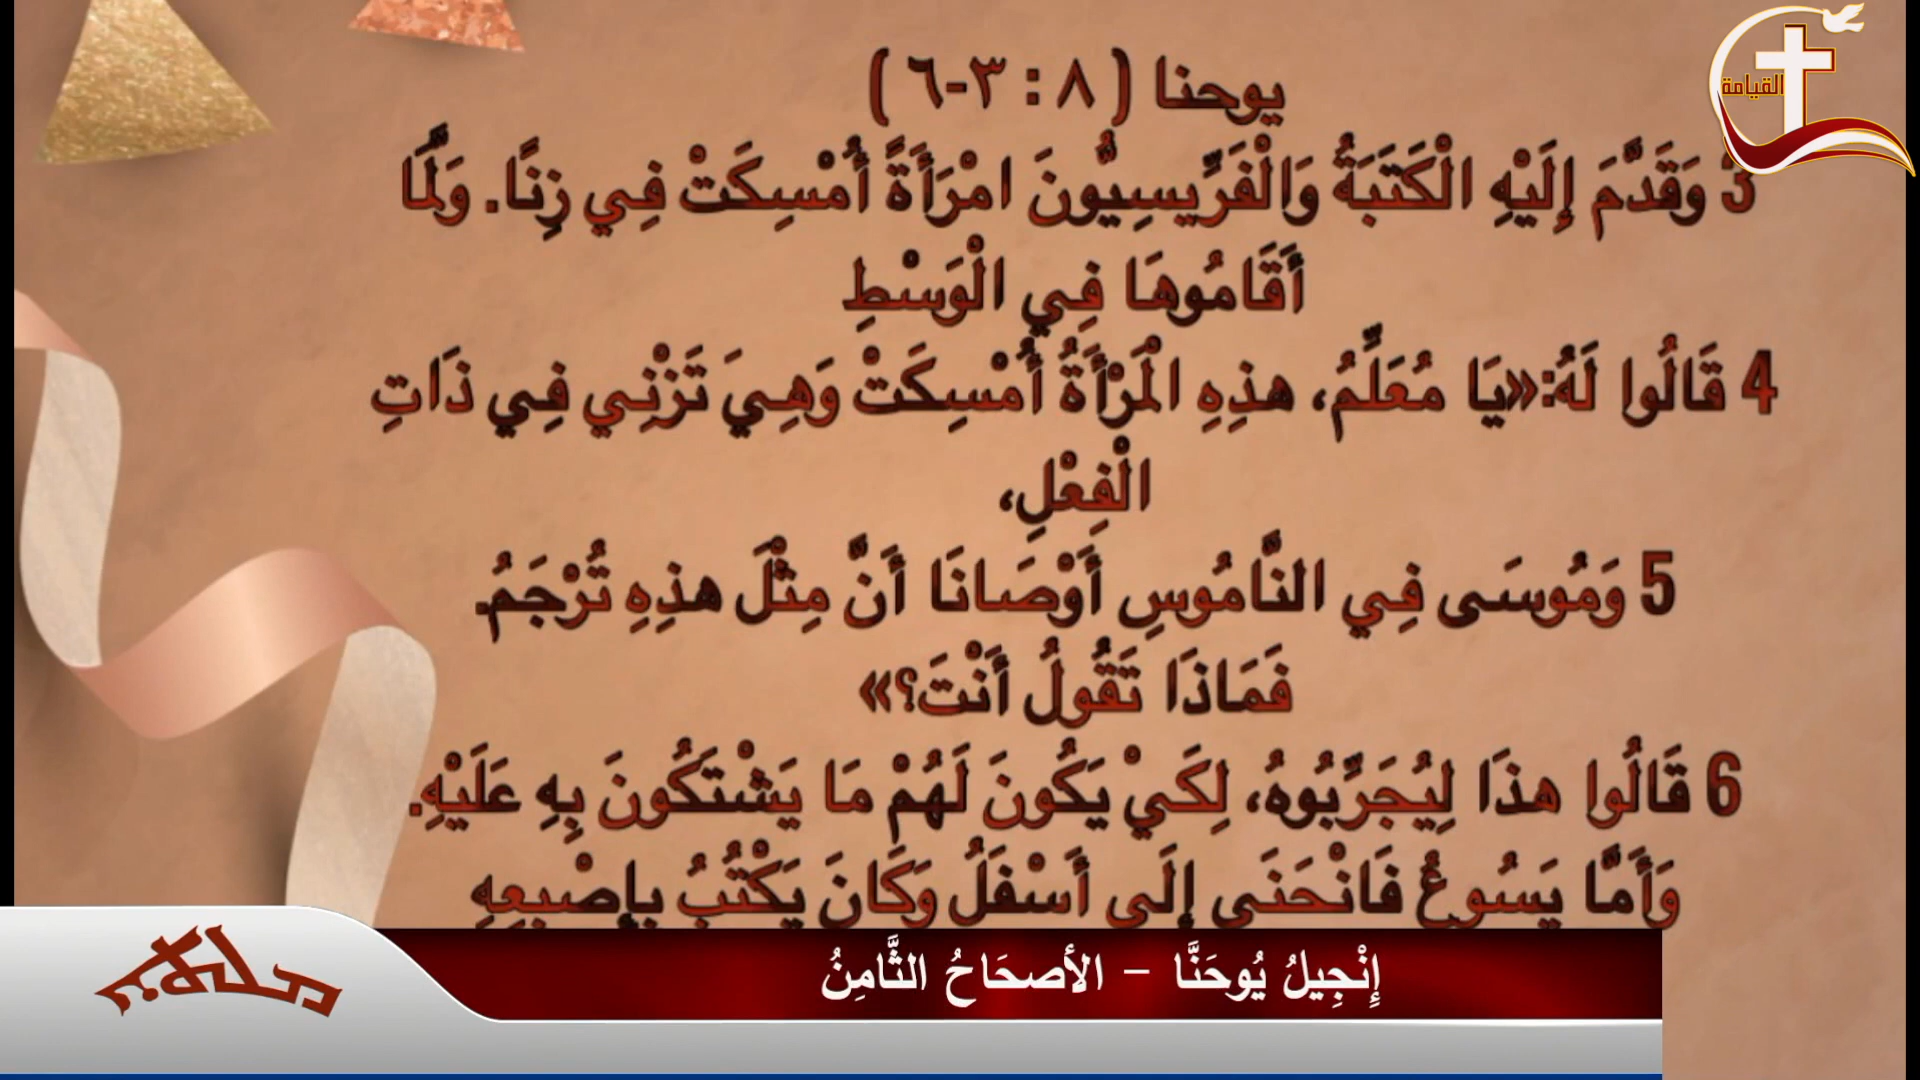 يوحنا ( ٨ : ٣-٦ )
القيامة
3 وَقَدَّمَ إِلَيْهِ الْكَتَبَةُ وَالْفَرِّيسِيُّونَ امْرَأَةً أُمْسِكَتْ فِي زِنًا. وَلَمَّا
أَقَامُوهَا فِي الْوَسْطِ
4 قَالُوا لَهُ:«يَا مُعَلِّمُ، هذِهِ الْمَرْأَةُ أُمْسِكَتْ وَهِيَ تَزْنِي فِي ذَاتِ
الْفِعْلِ،
5 وَمُوسَى فِي النَّامُوسِ أَوْصَانَا أَنَّ مِثْلَ هذِهِ تُرْجَمُ.
فَمَاذَا تَقُولُ أَنْتَ؟»
6 قَالُوا هذَا لِيُجَرِّبُوهُ، لِكَيْ يَكُونَ لَهُمْ مَا يَشْتَكُونَ بِهِ عَلَيْهِ.
وَأَمَّا يَسُوعُ فَانْحَنَى إِلَى أَسْفَلُ وَكَانَ يَكْتُبُ بِإِصْبِعِهِ
إِنْجِيلُ يُوحَنَّا – الأصحَاحُ الثَّامِنُ